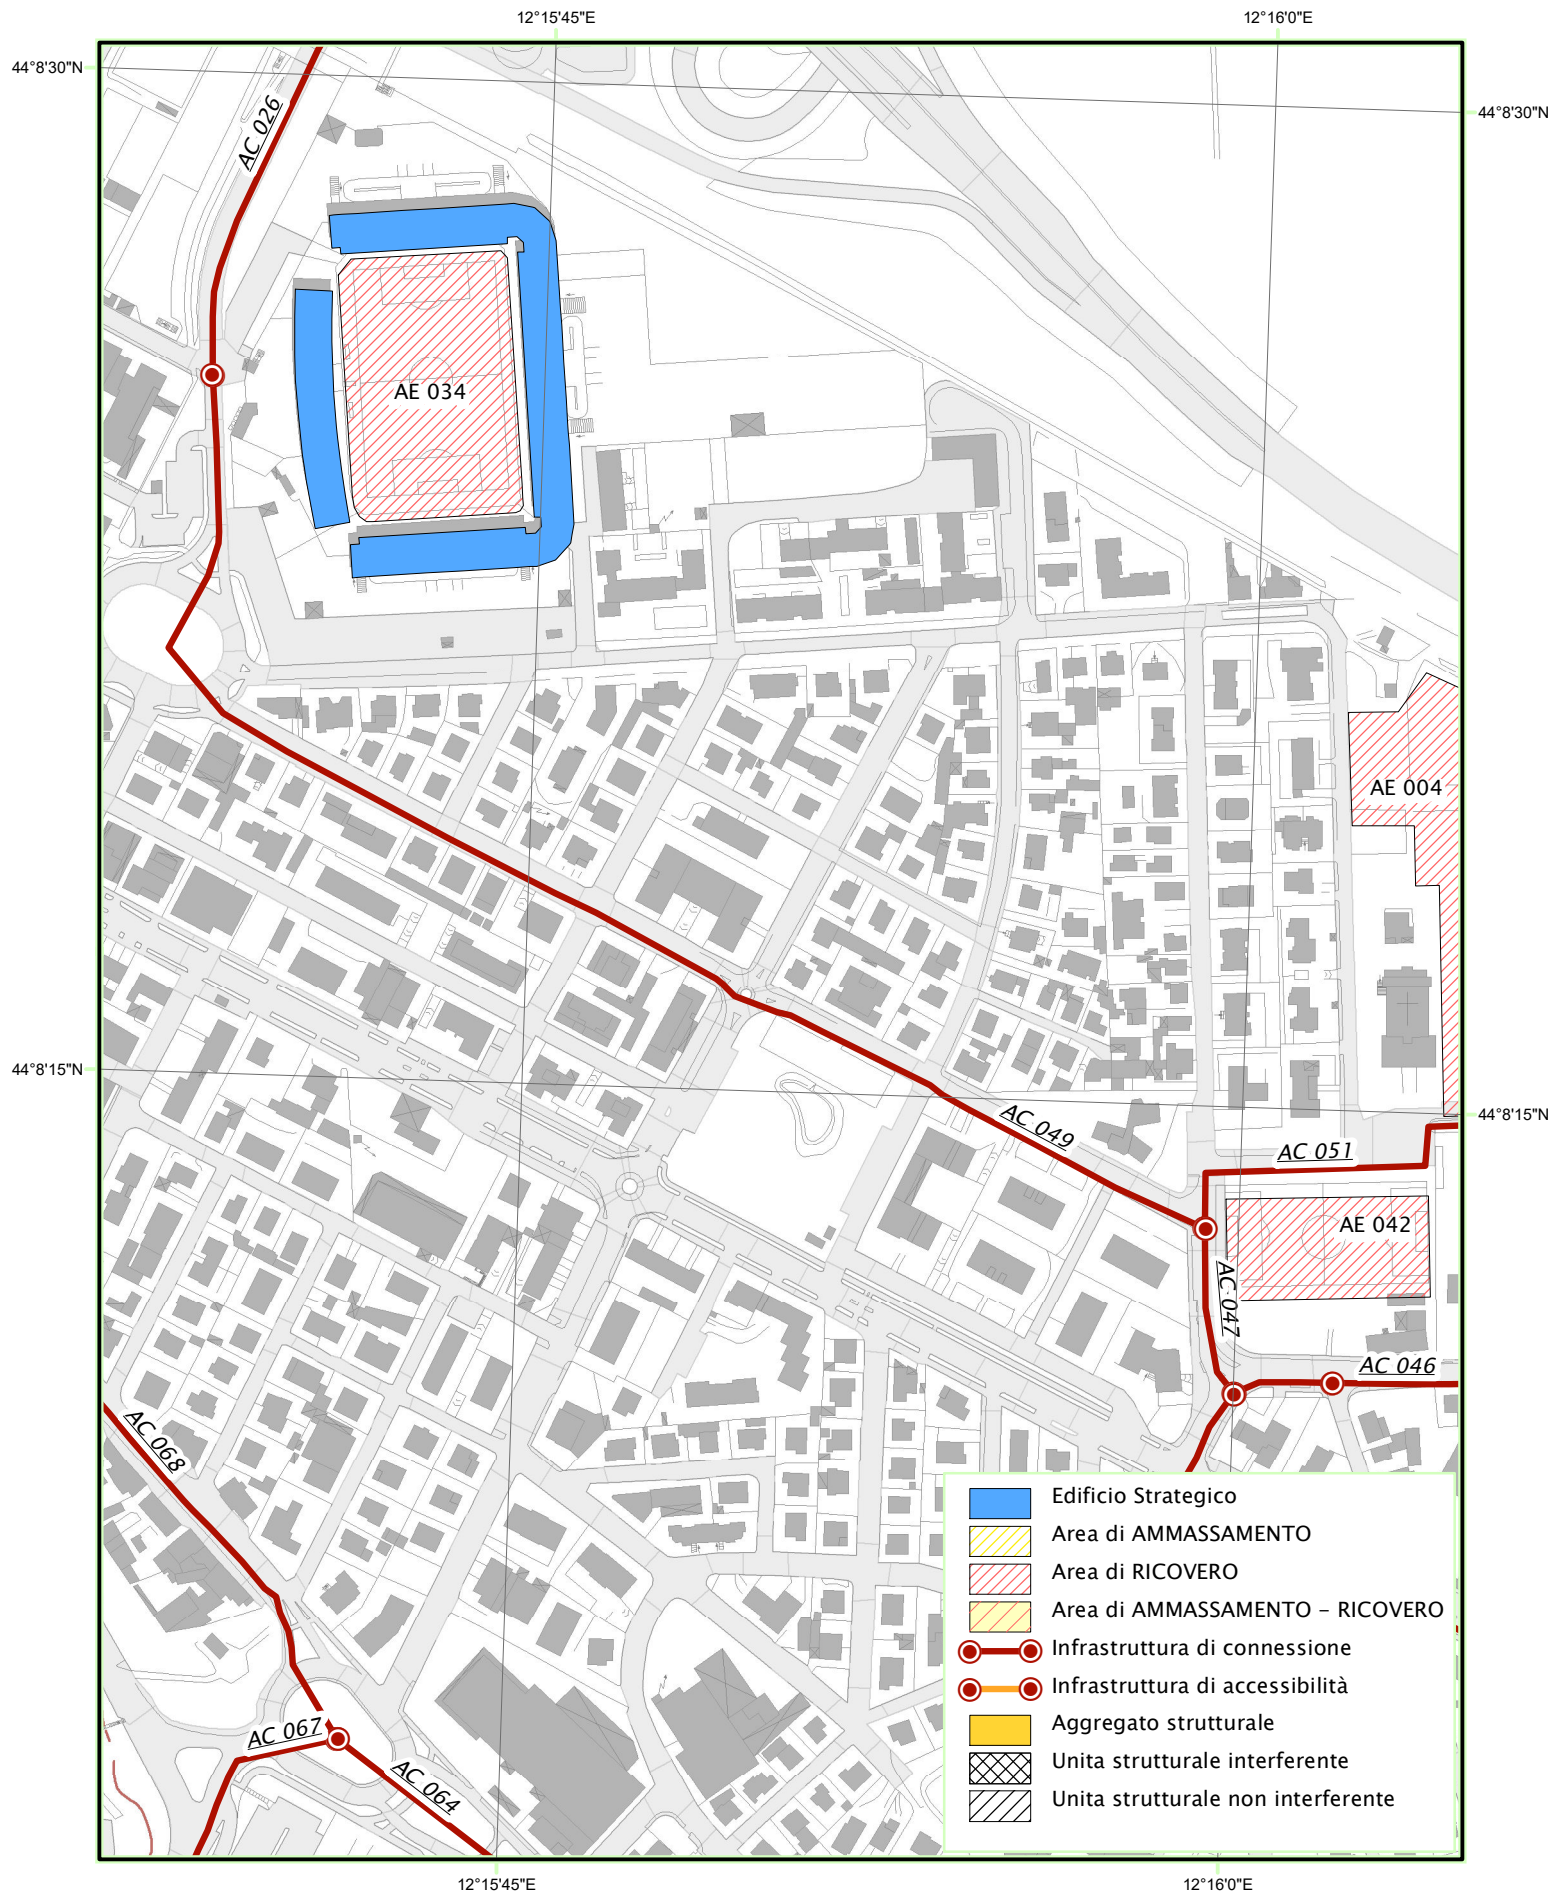 12°15'45"E
12°16'0"E
44°8'30"N
44°8'30"N
AC 026
AE 034
AE 004
44°8'15"N
44°8'15"N
AC 049
AC 051
AE 042
AC 047
AC 046
AC 068
AC 067
AC 064
Edificio Strategico
Area di AMMASSAMENTO
Area di RICOVERO
Area di AMMASSAMENTO - RICOVERO
Infrastruttura di connessione
Infrastruttura di accessibilità
Aggregato strutturale
Unita strutturale interferente
Unita strutturale non interferente
12°15'45"E
12°16'0"E